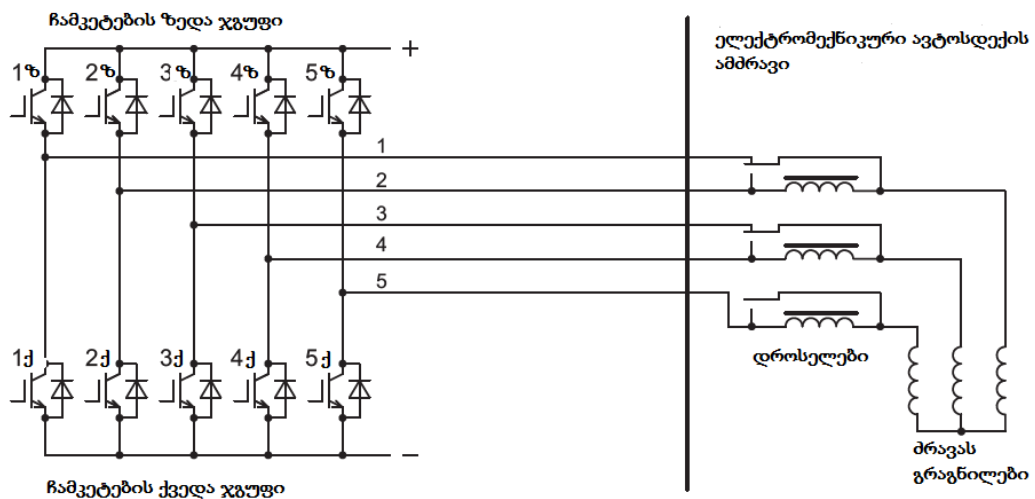 ჩამკეტების ზედა ჯგუფი
+
ელექტრომექნიკური ავტოსდექის
ამძრავი
1ზ 2ზ 3ზ 4ზ 5ზ
1
2
3
4
5
1ქ 2ქ 3ქ 4ქ 5ქ
დროსელები
–
ძრავას
გრაგნილები
ჩამკეტების ქვედა ჯგუფი